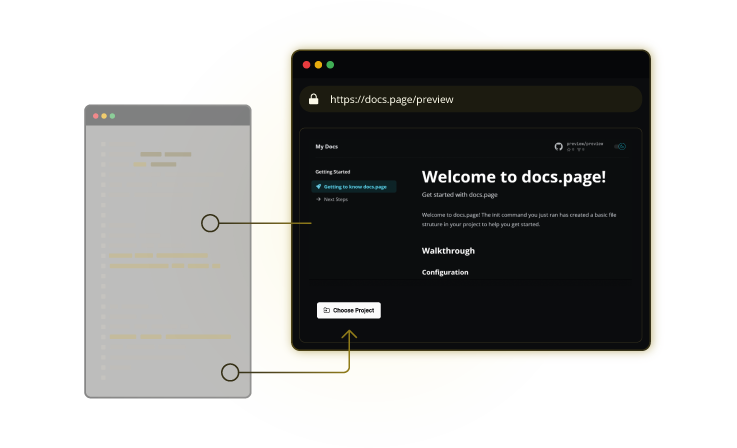 https://docs.page/preview
My Docs
preview/preview
0 0
Getting Started
Getting to know docs.page
Next Steps
Welcome to docs.page!
Get started with docs.page
Welcome to docs.page! The init command you just ran has created a basic file
struture in your project to help you get started.
Walkthrough
Configuration
Choose Project